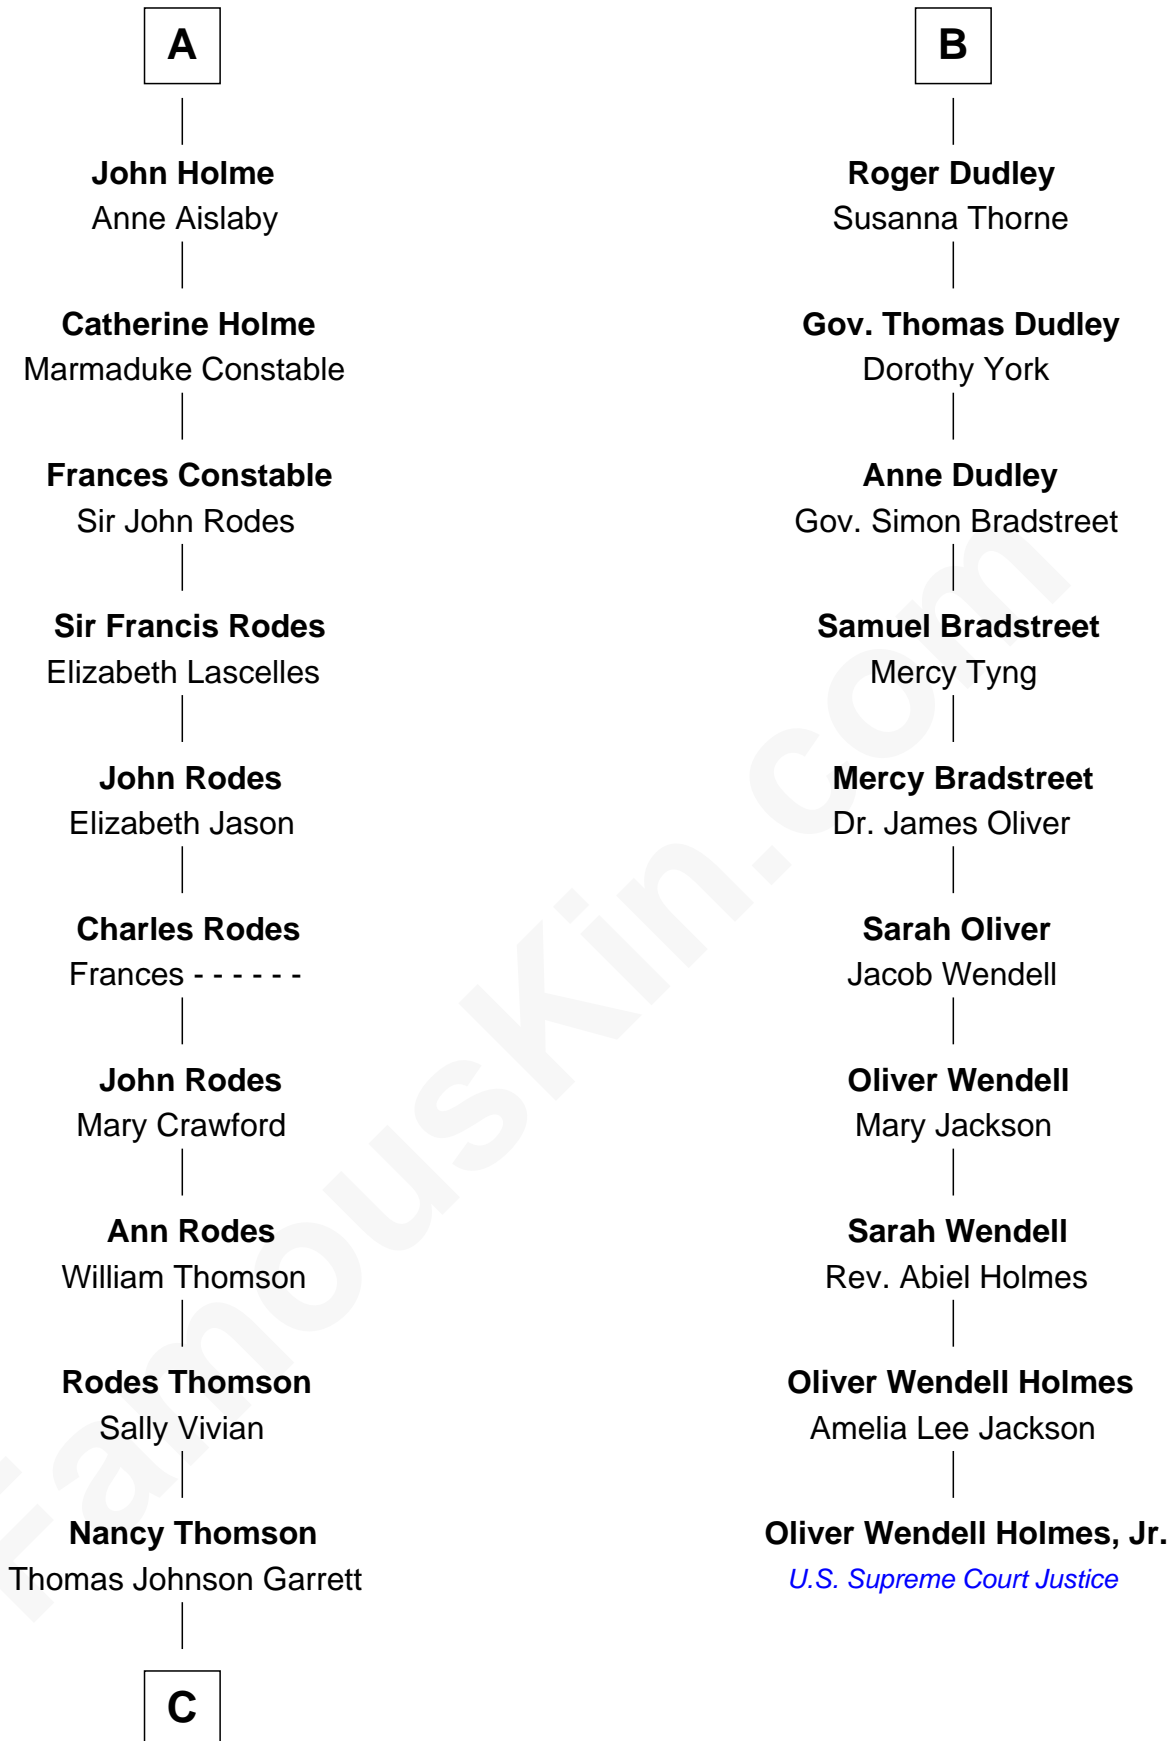 A
John Holme
Anne Aislaby
Catherine Holme
Marmaduke Constable
Frances Constable
Sir John Rodes
Sir Francis Rodes
Elizabeth Lascelles
John Rodes
Elizabeth Jason
Charles Rodes
Frances - - - - - -
John Rodes
Mary Crawford
Ann Rodes
William Thomson
Rodes Thomson
Sally Vivian
Nancy Thomson
Thomas Johnson Garrett
C
B
Roger Dudley
Susanna Thorne
Gov. Thomas Dudley
Dorothy York
Anne Dudley
Gov. Simon Bradstreet
Samuel Bradstreet
Mercy Tyng
Mercy Bradstreet
Dr. James Oliver
Sarah Oliver
Jacob Wendell
Oliver Wendell
Mary Jackson
Sarah Wendell
Rev. Abiel Holmes
Oliver Wendell Holmes
Amelia Lee Jackson
Oliver Wendell Holmes, Jr.
U.S. Supreme Court Justice
FamousKin.com